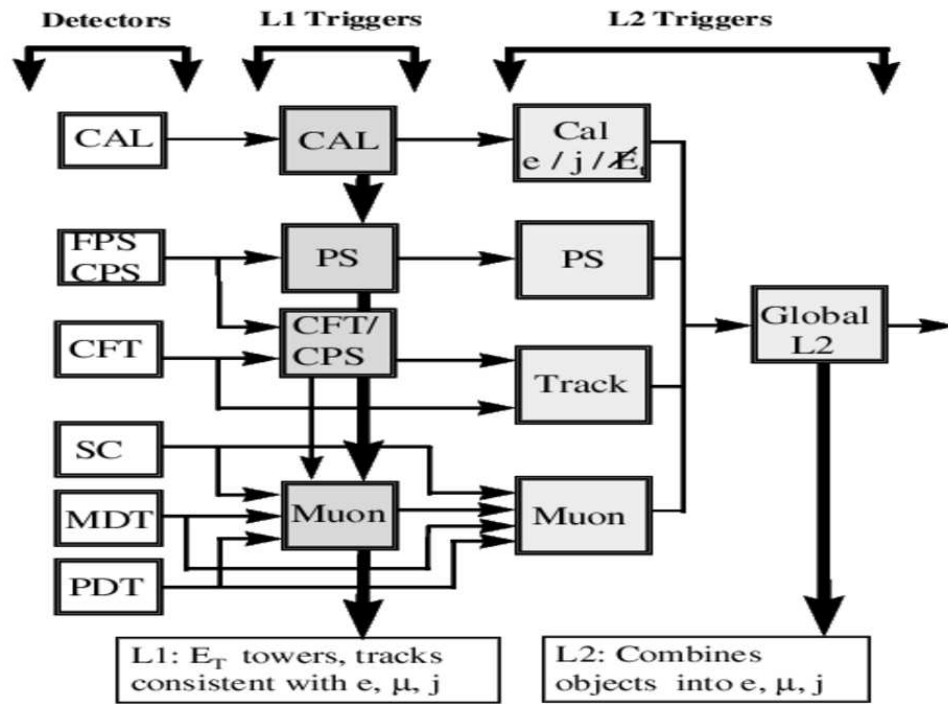 Detectors
L1 Triggers
L2 Triggers
CAL
CAL
Cal
e / j / E̸t
FPS
CPS
PS
PS
CFT
CFT/
CPS
Track
Global
L2
SC
MDT
PDT
Muon
Muon
L1: ET towers, tracks
consistent with e, μ, j
L2: Combines
objects into e, μ, j